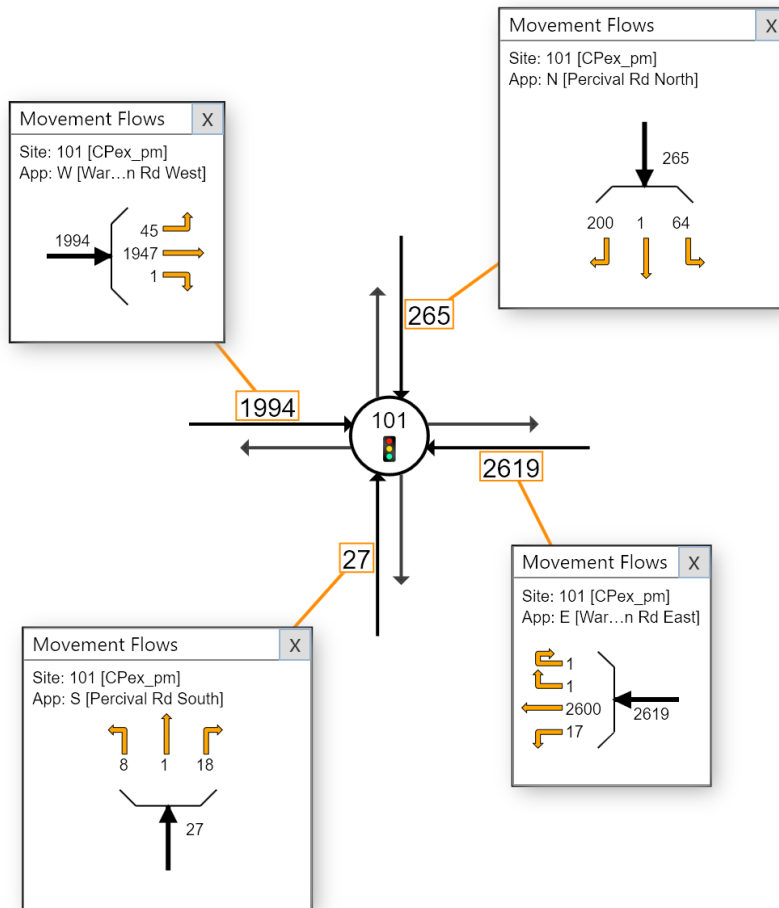 Movement Flows X
Site: 101 [CPex_pm]
App: N [Percival Rd North]
265
200 1 64
Movement Flows X
Site: 101 [CPex_pm]
App: W [War…n Rd West]
1994
45
1947
1
265
1994
101
2619
27
Movement Flows X
Site: 101 [CPex_pm]
App: E [War…n Rd East]
1
1
2600
17
2619
Movement Flows X
Site: 101 [CPex_pm]
App: S [Percival Rd South]
8 1 18
27